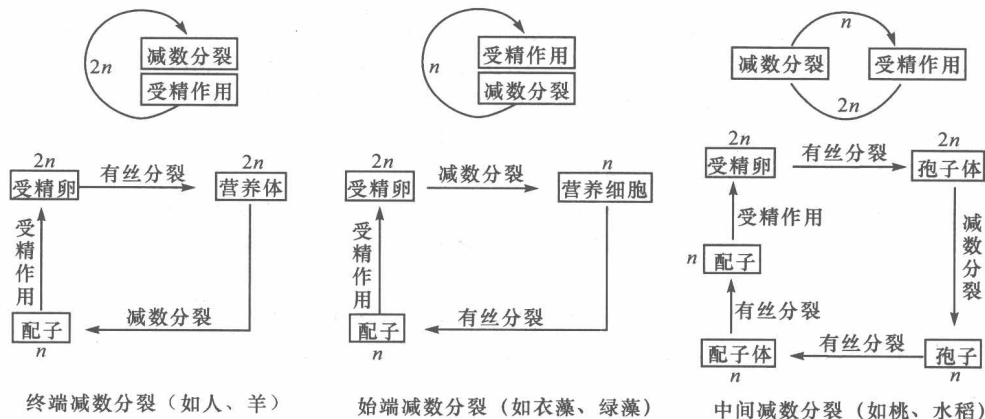 减数分裂
2n
受精作用
2n
受精卵
有丝分裂
2n
营养体
受精作用
减数分裂
配子
n
终端减数分裂（如人、羊）
受精作用
n
减数分裂
2n
受精卵
减数分裂
n
营养细胞
受精作用
有丝分裂
配子
n
始端减数分裂（如衣藻、绿藻）
n
减数分裂
受精作用
2n
2n
受精卵
有丝分裂
2n
孢子体
受精作用
减数分裂
n
配子
有丝分裂
有丝分裂
配子体
n
孢子
n
中间减数分裂（如桃、水稻）